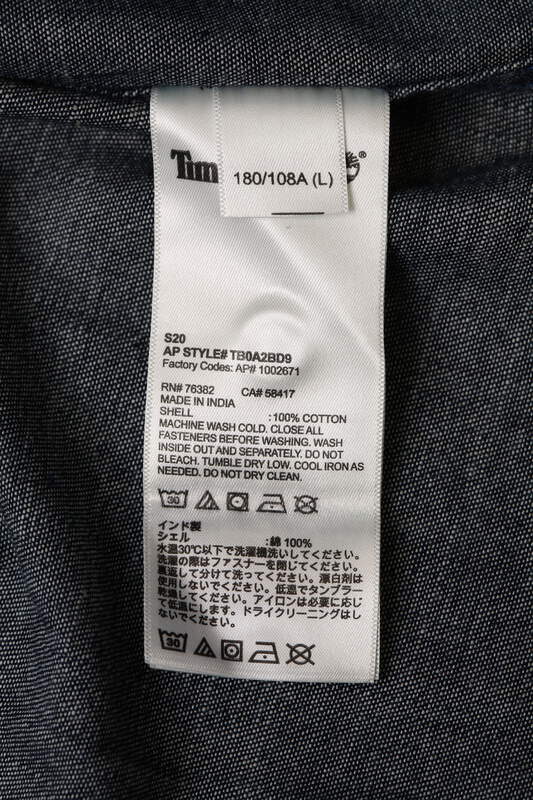 Tim ®
180/108A (L)
S20
AP STYLE# TB0A2BD9
Factory Codes: AP# 1002671
RN# 76382 CA# 58417
MADE IN INDIA
SHELL :100% COTTON
MACHINE WASH COLD. CLOSE ALL
FASTENERS BEFORE WASHING. WASH
INSIDE OUT AND SEPARATELY. DO NOT
BLEACH. TUMBLE DRY LOW. COOL IRON AS
NEEDED. DO NOT DRY CLEAN.
30
インド製
シェル :綿 100%
水温30℃以下で洗濯機洗いしてください。
洗濯の際はファスナーを閉じてください。
裏返して分けて洗ってください。漂白剤は
使用しないでください。低温でタンブラー
乾燥してください。アイロンは必要に応じ
て低温にします。ドライクリーニングはし
ないでください。
30